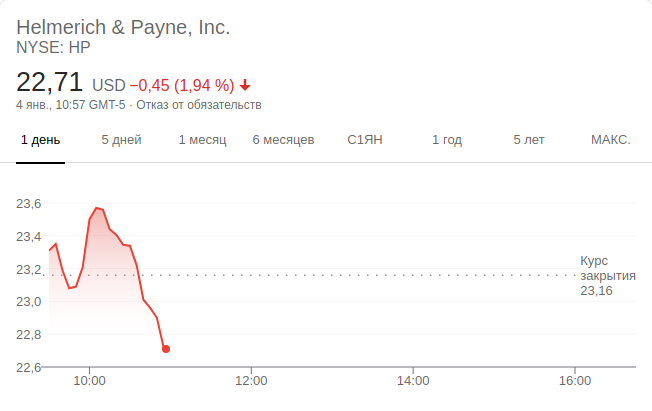 Helmerich & Payne, Inc.
NYSE: HP
22,71 USD −0,45 (1,94 %)
4 янв., 10:57 GMT-5 · Отказ от обязательств
1 день 5 дней 1 месяц 6 месяцев С1ЯН 1 год 5 лет МАКС.
23,6
23,4
23,2
23,0
22,8
22,6
Курс
закрытия
23,16
10:00 12:00 14:00 16:00